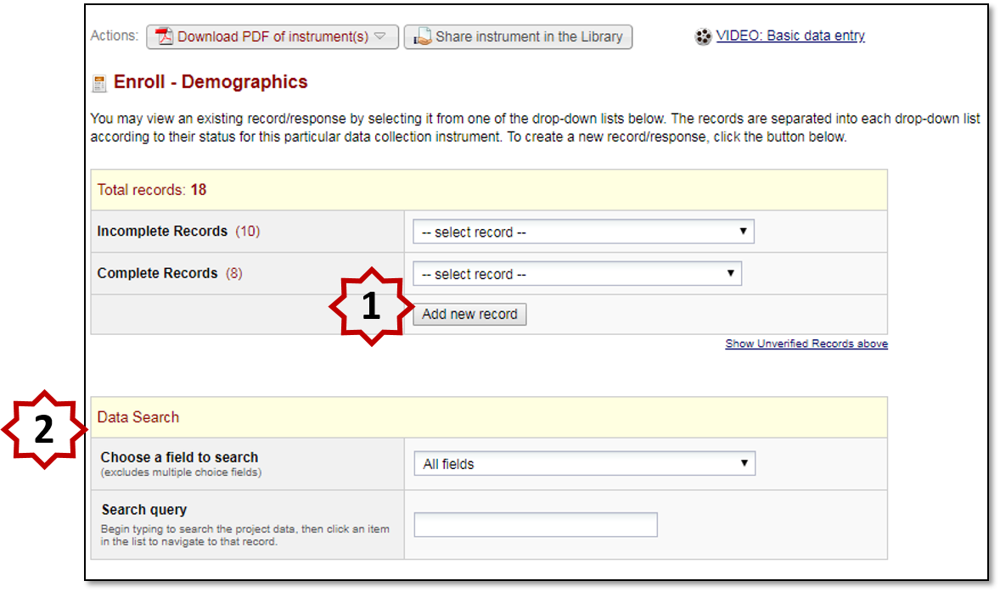 Actions: Download PDF of instrument(s) Share instrument in the Library VIDEO: Basic data entry
Enroll - Demographics
You may view an existing record/response by selecting it from one of the drop-down lists below. The records are separated into each drop-down list
according to their status for this particular data collection instrument. To create a new record/response, click the button below.
Total records: 18
Incomplete Records (10) -- select record --
Complete Records (8) -- select record --
1 Add new record
Show Unverified Records above
2 Data Search
Choose a field to search
(excludes multiple choice fields)
All fields
Search query
Begin typing to search the project data, then click an item
in the list to navigate to that record.